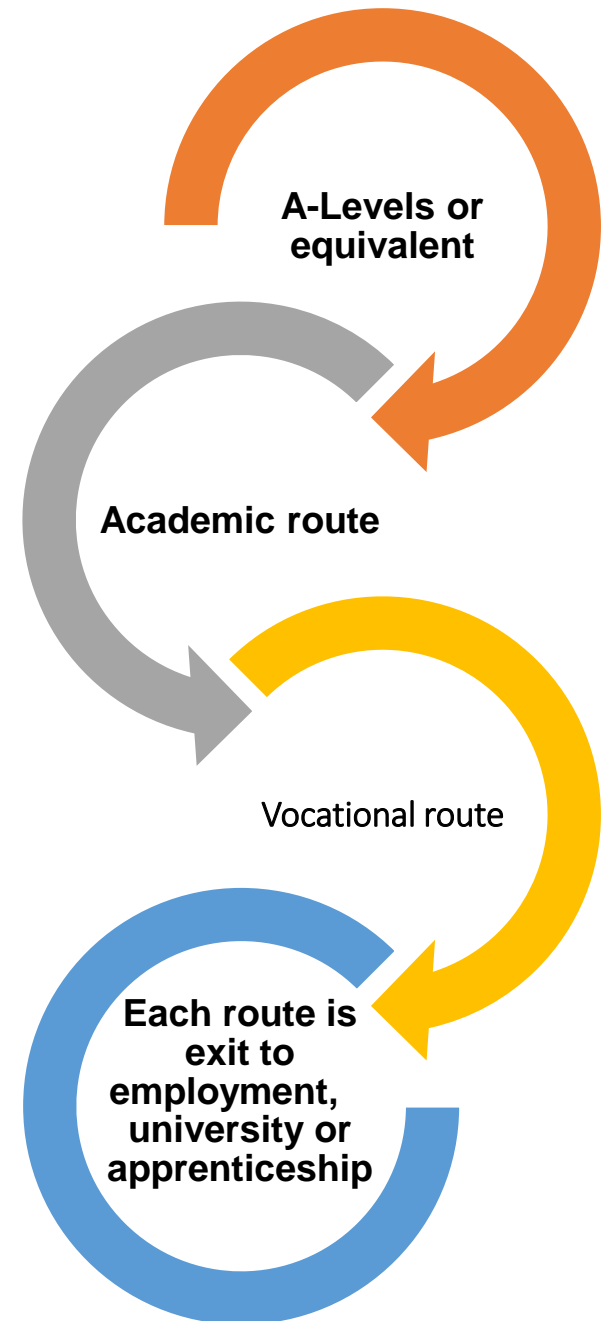 A-Levels or
equivalent
Academic route
Vocational route
Each route is
exit to
employment,
university or
apprenticeship